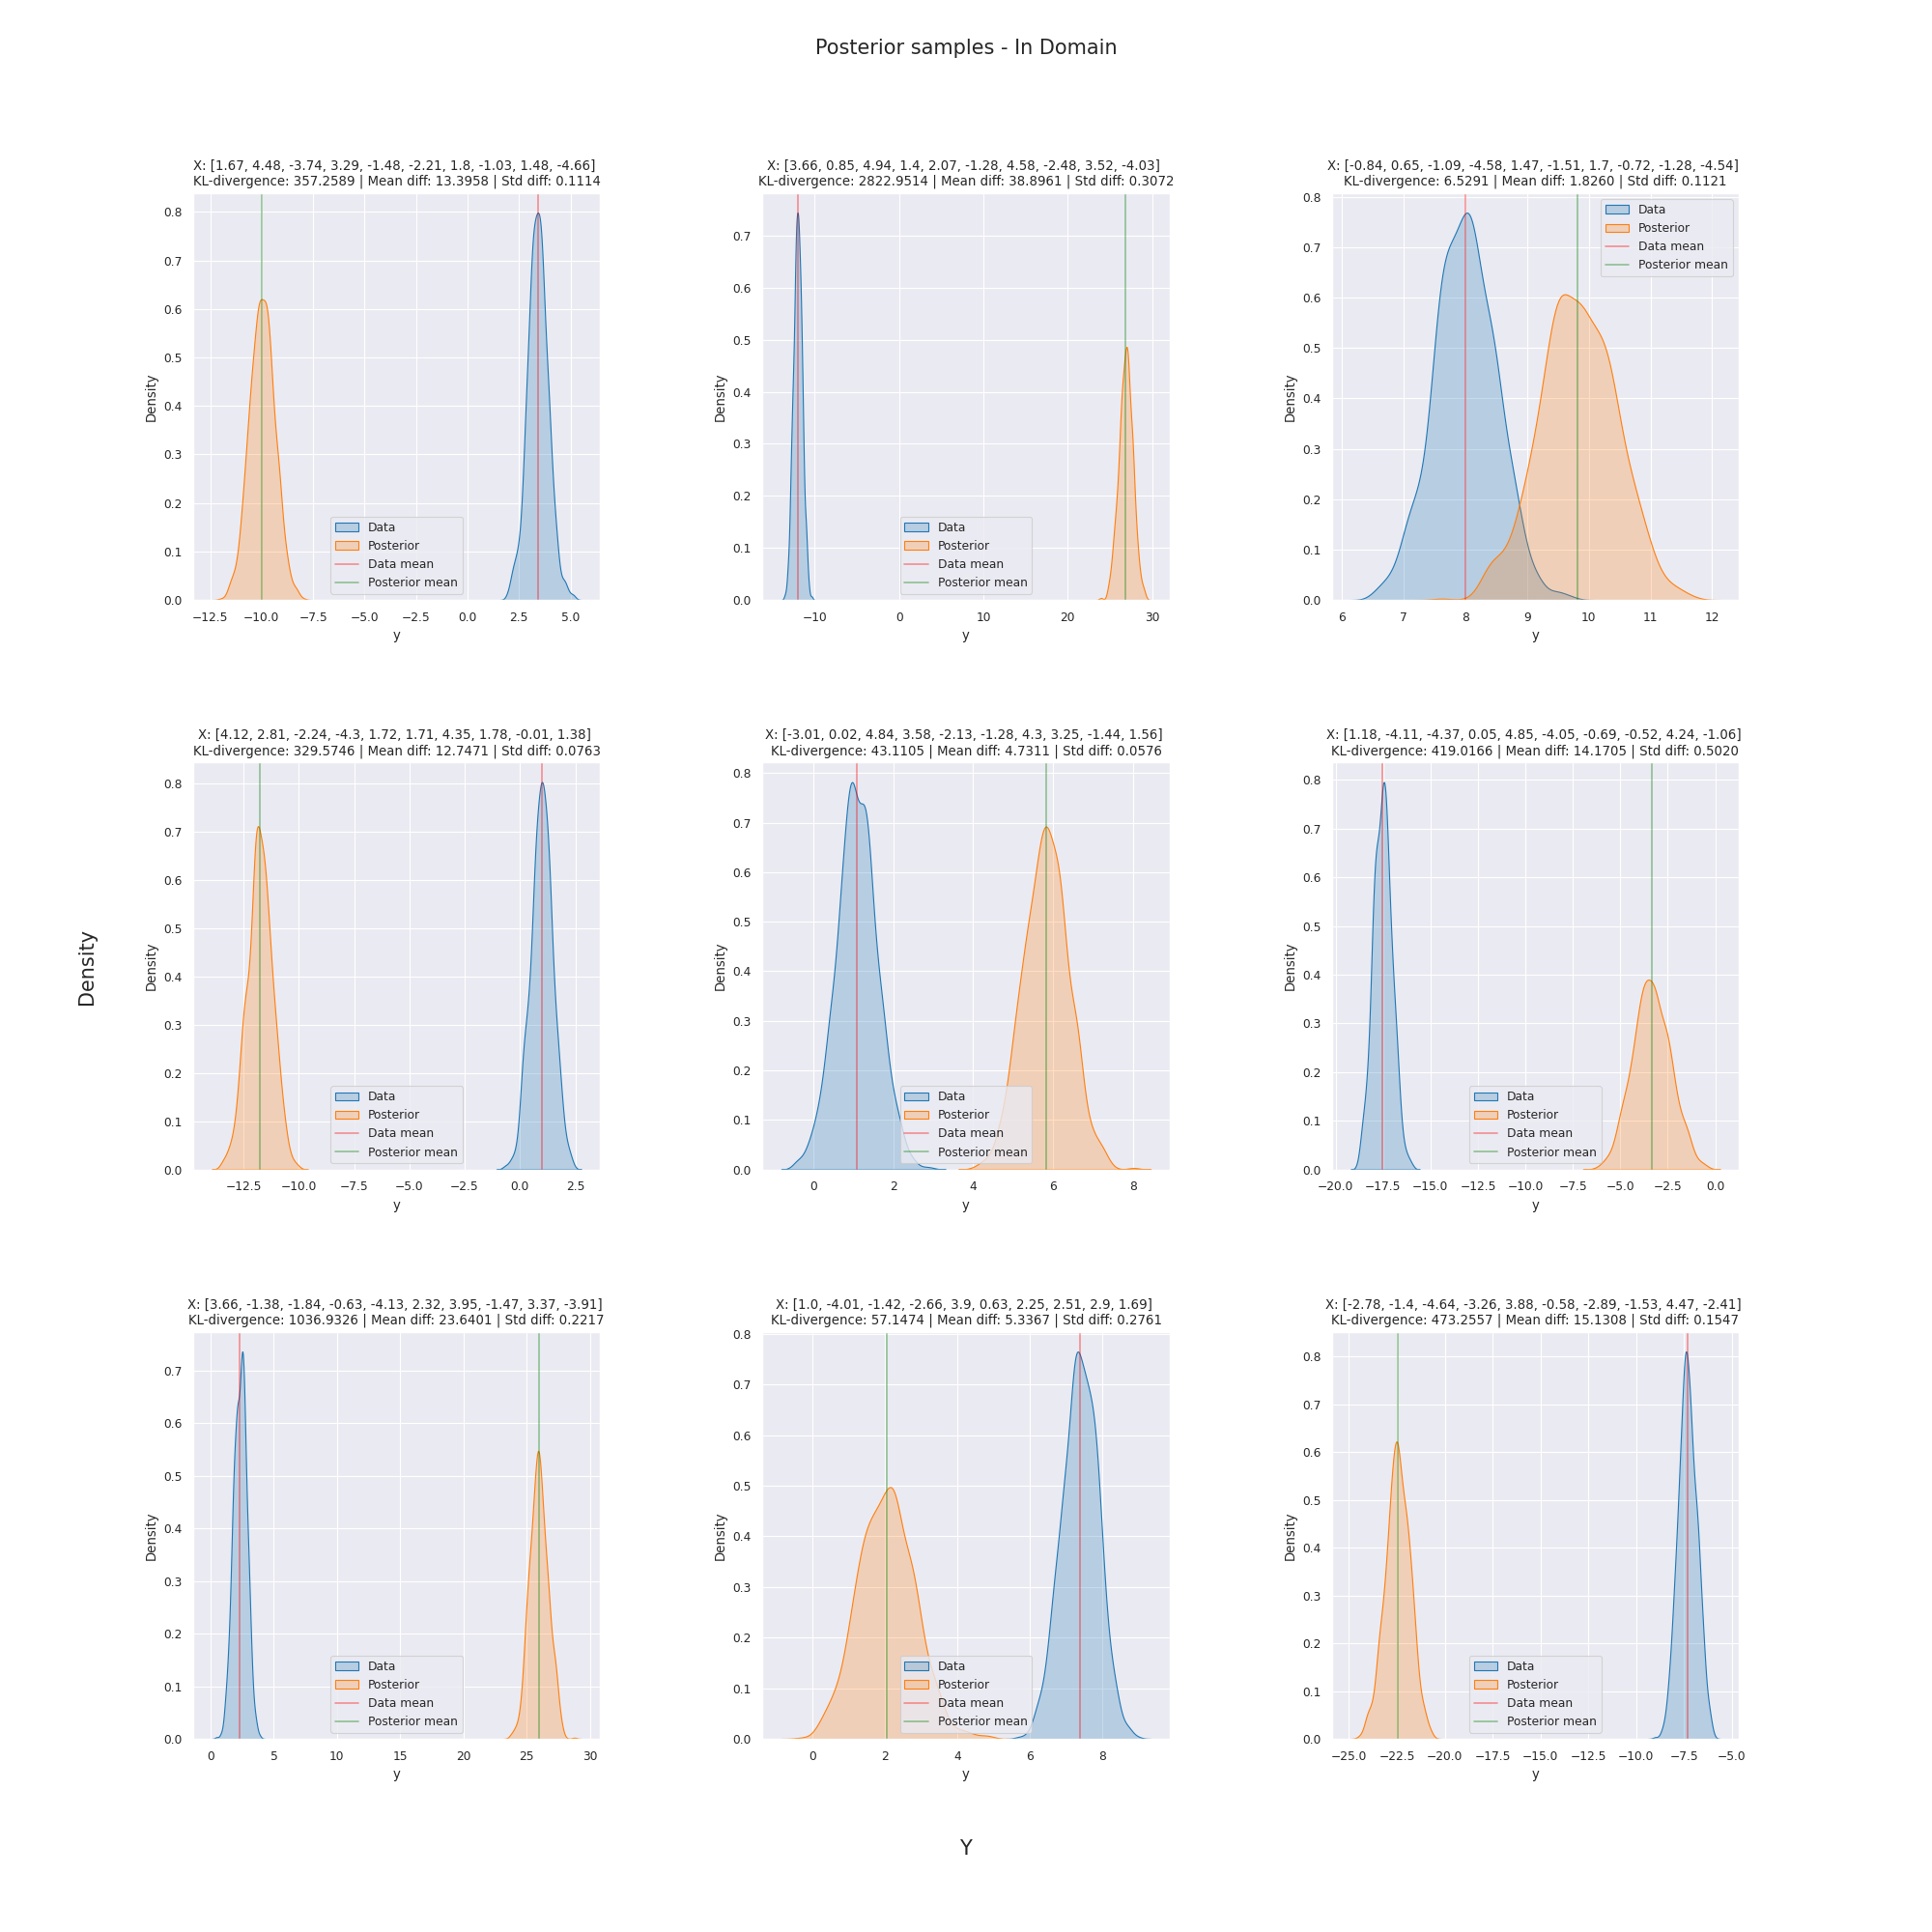 Posterior samples - In Domain
X: [1.67, 4.48, -3.74, 3.29, -1.48, -2.21, 1.8, -1.03, 1.48, -4.66]
KL-divergence: 357.2589 | Mean diff: 13.3958 | Std diff: 0.1114
0.8
0.7
0.6
0.5
0.4
0.3
0.2
0.1
0.0
Density
Data
Posterior
Data mean
Posterior mean
−12.5 −10.0 −7.5 −5.0 −2.5 0.0 2.5 5.0
y
X: [3.66, 0.85, 4.94, 1.4, 2.07, -1.28, 4.58, -2.48, 3.52, -4.03]
KL-divergence: 2822.9514 | Mean diff: 38.8961 | Std diff: 0.3072
0.7
0.6
0.5
0.4
0.3
0.2
0.1
0.0
Density
Data
Posterior
Data mean
Posterior mean
−10 0 10 20 30
y
X: [-0.84, 0.65, -1.09, -4.58, 1.47, -1.51, 1.7, -0.72, -1.28, -4.54]
KL-divergence: 6.5291 | Mean diff: 1.8260 | Std diff: 0.1121
0.8
0.7
0.6
0.5
0.4
0.3
0.2
0.1
0.0
Density
Data
Posterior
Data mean
Posterior mean
6 7 8 9 10 11 12
y
X: [4.12, 2.81, -2.24, -4.3, 1.72, 1.71, 4.35, 1.78, -0.01, 1.38]
KL-divergence: 329.5746 | Mean diff: 12.7471 | Std diff: 0.0763
0.8
0.7
0.6
0.5
0.4
0.3
0.2
0.1
0.0
Density
Data
Posterior
Data mean
Posterior mean
−12.5 −10.0 −7.5 −5.0 −2.5 0.0 2.5
y
X: [-3.01, 0.02, 4.84, 3.58, -2.13, -1.28, 4.3, 3.25, -1.44, 1.56]
KL-divergence: 43.1105 | Mean diff: 4.7311 | Std diff: 0.0576
0.8
0.7
0.6
0.5
0.4
0.3
0.2
0.1
0.0
Density
Data
Posterior
Data mean
Posterior mean
0 2 4 6 8
y
X: [1.18, -4.11, -4.37, 0.05, 4.85, -4.05, -0.69, -0.52, 4.24, -1.06]
KL-divergence: 419.0166 | Mean diff: 14.1705 | Std diff: 0.5020
0.8
0.7
0.6
0.5
0.4
0.3
0.2
0.1
0.0
Density
Data
Posterior
Data mean
Posterior mean
−20.0 −17.5 −15.0 −12.5 −10.0 −7.5 −5.0 −2.5 0.0
y
Density
X: [3.66, -1.38, -1.84, -0.63, -4.13, 2.32, 3.95, -1.47, 3.37, -3.91]
KL-divergence: 1036.9326 | Mean diff: 23.6401 | Std diff: 0.2217
0.7
0.6
0.5
0.4
0.3
0.2
0.1
0.0
Density
Data
Posterior
Data mean
Posterior mean
0 5 10 15 20 25 30
y
X: [1.0, -4.01, -1.42, -2.66, 3.9, 0.63, 2.25, 2.51, 2.9, 1.69]
KL-divergence: 57.1474 | Mean diff: 5.3367 | Std diff: 0.2761
0.8
0.7
0.6
0.5
0.4
0.3
0.2
0.1
0.0
Density
Data
Posterior
Data mean
Posterior mean
0 2 4 6 8
y
X: [-2.78, -1.4, -4.64, -3.26, 3.88, -0.58, -2.89, -1.53, 4.47, -2.41]
KL-divergence: 473.2557 | Mean diff: 15.1308 | Std diff: 0.1547
0.8
0.7
0.6
0.5
0.4
0.3
0.2
0.1
0.0
Density
Data
Posterior
Data mean
Posterior mean
−25.0 −22.5 −20.0 −17.5 −15.0 −12.5 −10.0 −7.5 −5.0
y
Y